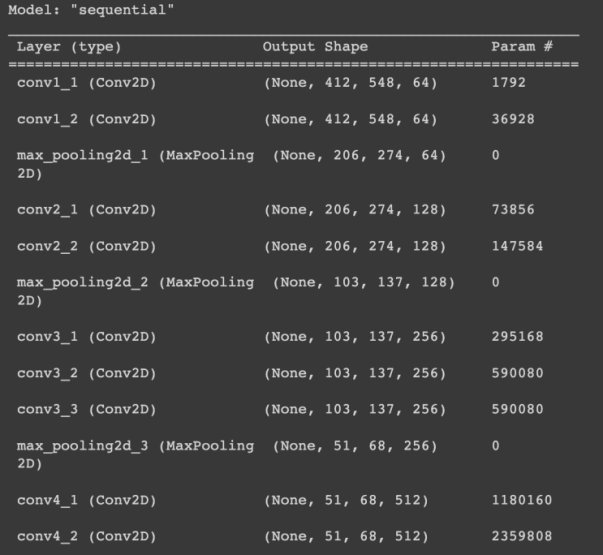 Model: "sequential"
Layer (type) Output Shape Param #
=================================================================
conv1_1 (Conv2D) (None, 412, 548, 64) 1792
conv1_2 (Conv2D) (None, 412, 548, 64) 36928
max_pooling2d_1 (MaxPooling (None, 206, 274, 64) 0
2D)
conv2_1 (Conv2D) (None, 206, 274, 128) 73856
conv2_2 (Conv2D) (None, 206, 274, 128) 147584
max_pooling2d_2 (MaxPooling (None, 103, 137, 128) 0
2D)
conv3_1 (Conv2D) (None, 103, 137, 256) 295168
conv3_2 (Conv2D) (None, 103, 137, 256) 590080
conv3_3 (Conv2D) (None, 103, 137, 256) 590080
max_pooling2d_3 (MaxPooling (None, 51, 68, 256) 0
2D)
conv4_1 (Conv2D) (None, 51, 68, 512) 1180160
conv4_2 (Conv2D) (None, 51, 68, 512) 2359808